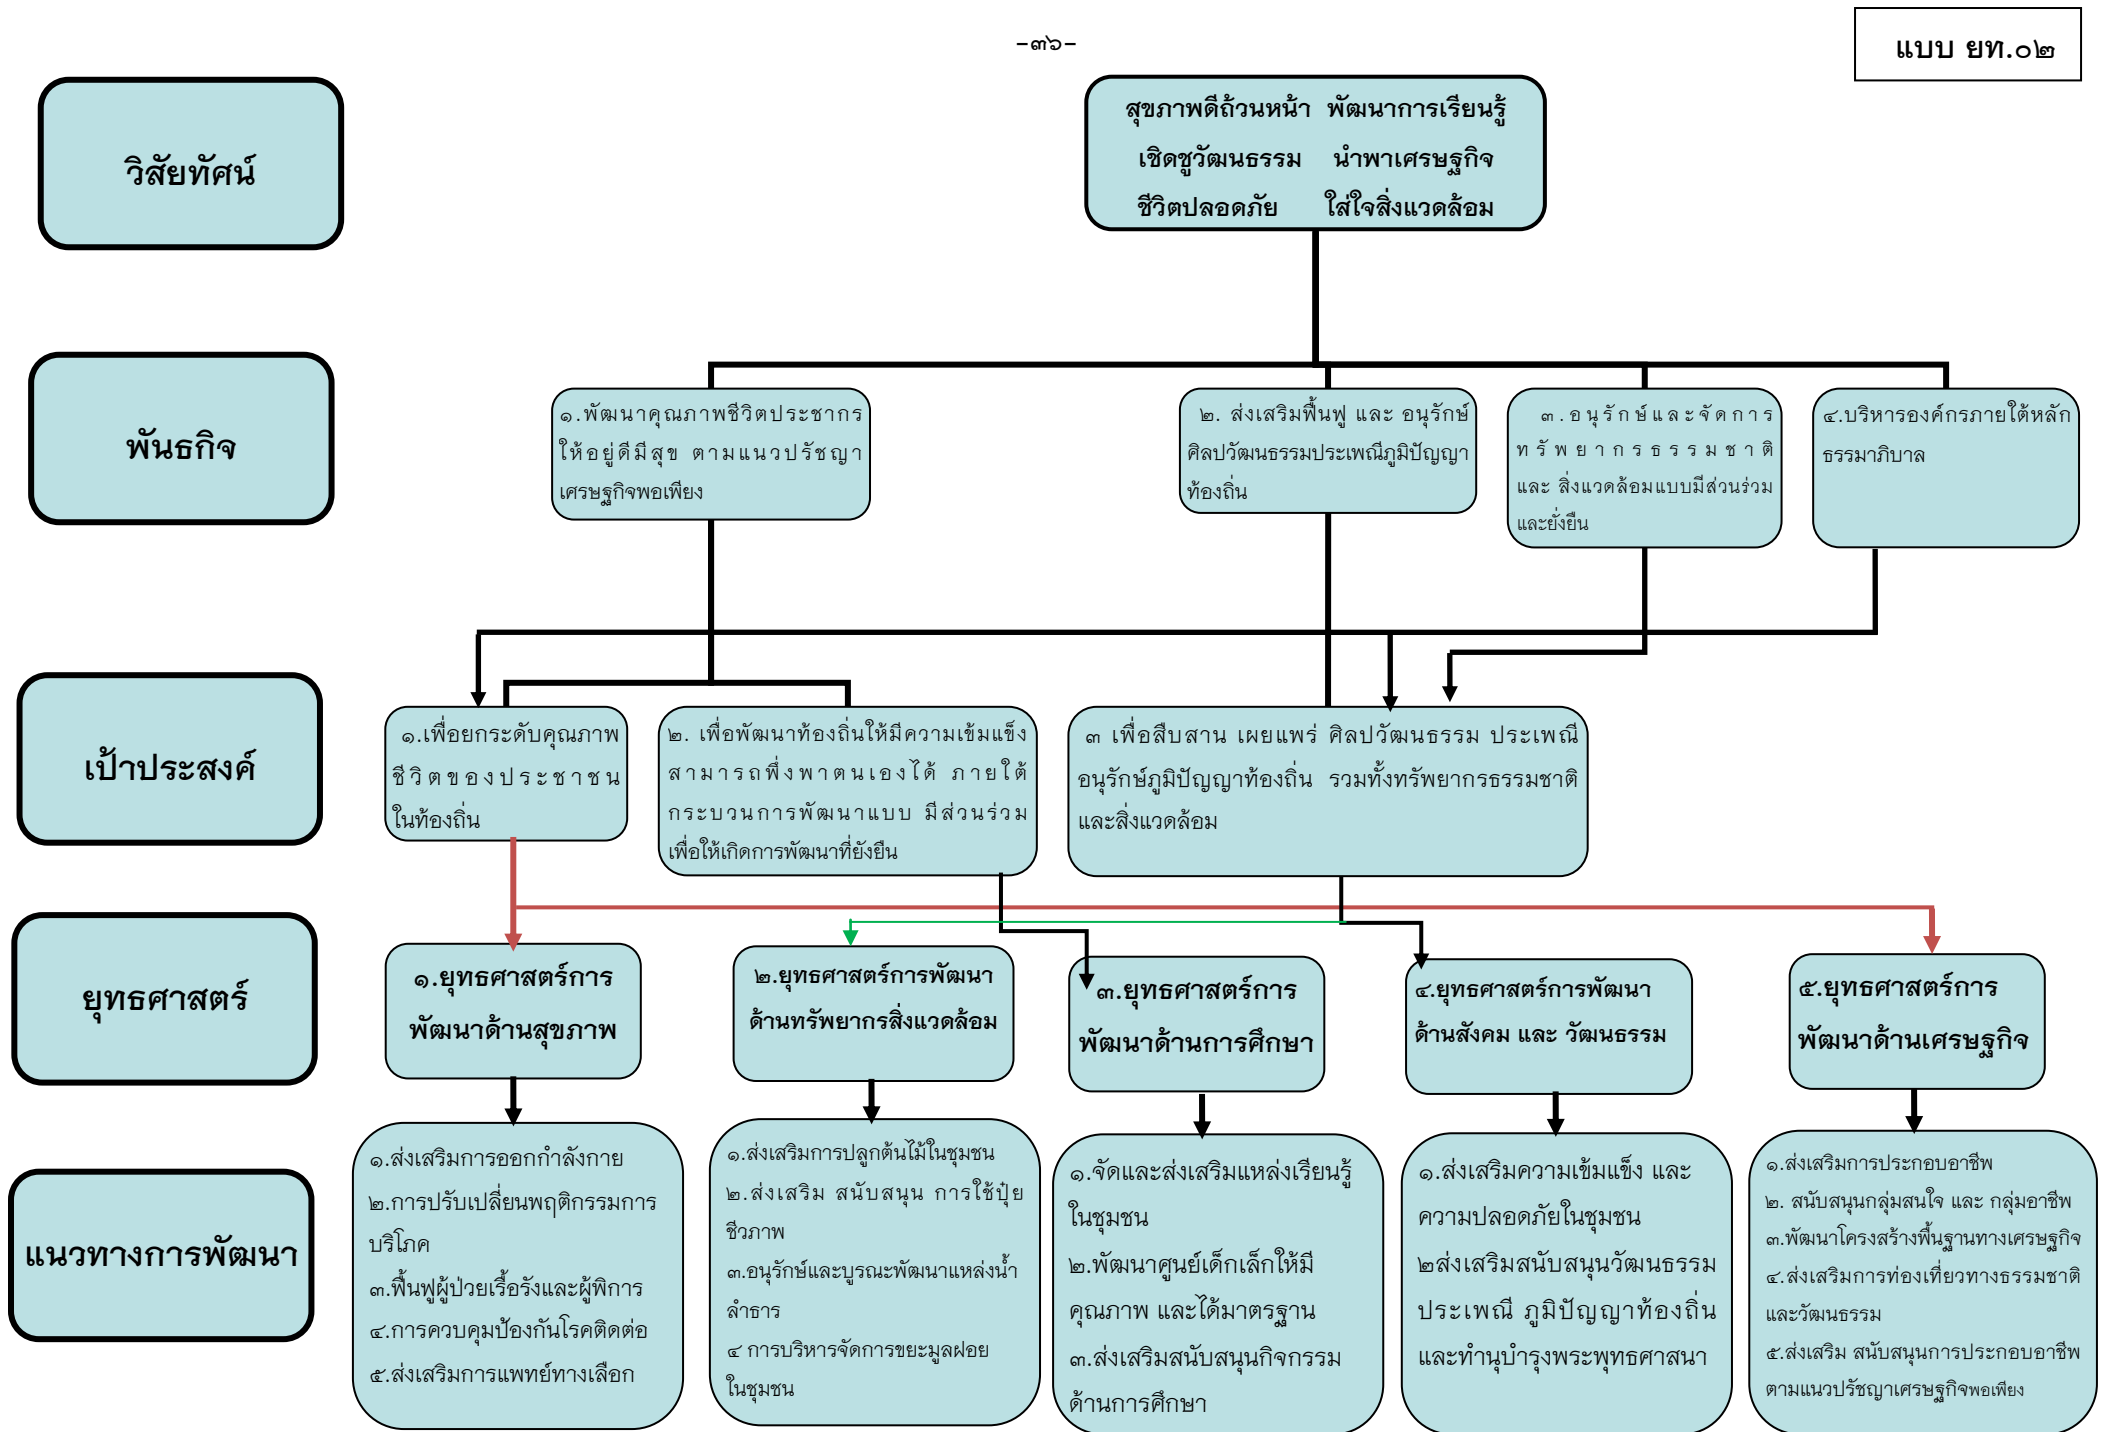 -๓๖-
แบบ ยท.๐๒
วิสัยทัศน์
สุขภาพดีถ้วนหน้า พัฒนาการเรียนรู้
เชิดชูวัฒนธรรม นำพาเศรษฐกิจ
ชีวิตปลอดภัย ใส่ใจสิ่งแวดล้อม
พันธกิจ
๑.พัฒนาคุณภาพชีวิตประชากร
ให้อยู่ดีมีสุข ตามแนวปรัชญา
เศรษฐกิจพอเพียง
๒. ส่งเสริมฟื้นฟู และ อนุรักษ์
ศิลปวัฒนธรรมประเพณีภูมิปัญญา
ท้องถิ่น
๓.อนุรักษ์และจัดการ
ทรัพยากรธรรมชาติ
และ สิ่งแวดล้อมแบบมีส่วนร่วม
และยั่งยืน
๔.บริหารองค์กรภายใต้หลัก
ธรรมาภิบาล
เป้าประสงค์
๑.เพื่อยกระดับคุณภาพ
ชีวิตของประชาชน
ในท้องถิ่น
๒. เพื่อพัฒนาท้องถิ่นให้มีความเข้มแข็ง
สามารถพึ่งพาตนเองได้ ภายใต้
กระบวนการพัฒนาแบบ มีส่วนร่วม
เพื่อให้เกิดการพัฒนาที่ยังยืน
๓ เพื่อสืบสาน เผยแพร่ ศิลปวัฒนธรรม ประเพณี
อนุรักษ์ภูมิปัญญาท้องถิ่น รวมทั้งทรัพยากรธรรมชาติ
และสิ่งแวดล้อม
ยุทธศาสตร์
๑.ยุทธศาสตร์การ
พัฒนาด้านสุขภาพ
๒.ยุทธศาสตร์การพัฒนา
ด้านทรัพยากรสิ่งแวดล้อม
๓.ยุทธศาสตร์การ
พัฒนาด้านการศึกษา
๔.ยุทธศาสตร์การพัฒนา
ด้านสังคม และ วัฒนธรรม
๕.ยุทธศาสตร์การ
พัฒนาด้านเศรษฐกิจ
แนวทางการพัฒนา
๑.ส่งเสริมการออกกำลังกาย
๒.การปรับเปลี่ยนพฤติกรรมการ
บริโภค
๓.ฟื้นฟูผู้ป่วยเรื้อรังและผู้พิการ
๔.การควบคุมป้องกันโรคติดต่อ
๕.ส่งเสริมการแพทย์ทางเลือก
๑.ส่งเสริมการปลูกต้นไม้ในชุมชน
๒.ส่งเสริม สนับสนุน การใช้ปุ๋ย
ชีวภาพ
๓.อนุรักษ์และบูรณะพัฒนาแหล่งน้ำ
ลำธาร
๔ การบริหารจัดการขยะมูลฝอย
ในชุมชน
๑.จัดและส่งเสริมแหล่งเรียนรู้
ในชุมชน
๒.พัฒนาศูนย์เด็กเล็กให้มี
คุณภาพ และได้มาตรฐาน
๓.ส่งเสริมสนับสนุนกิจกรรม
ด้านการศึกษา
๑.ส่งเสริมความเข้มแข็ง และ
ความปลอดภัยในชุมชน
๒ส่งเสริมสนับสนุนวัฒนธรรม
ประเพณี ภูมิปัญญาท้องถิ่น
และทำนุบำรุงพระพุทธศาสนา
๑.ส่งเสริมการประกอบอาชีพ
๒. สนับสนุนกลุ่มสนใจ และ กลุ่มอาชีพ
๓.พัฒนาโครงสร้างพื้นฐานทางเศรษฐกิจ
๔.ส่งเสริมการท่องเที่ยวทางธรรมชาติ
และวัฒนธรรม
๕.ส่งเสริม สนับสนุนการประกอบอาชีพ
ตามแนวปรัชญาเศรษฐกิจพอเพียง